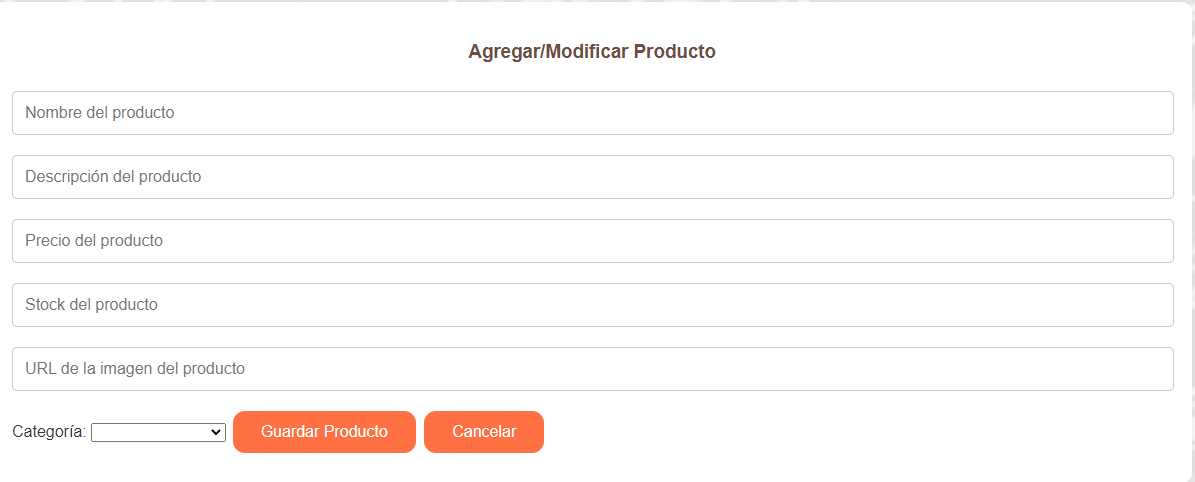 Agregar/Modificar Producto
Nombre del producto
Descripción del producto
Precio del producto
Stock del producto
URL de la imagen del producto
Categoría: Guardar Producto Cancelar